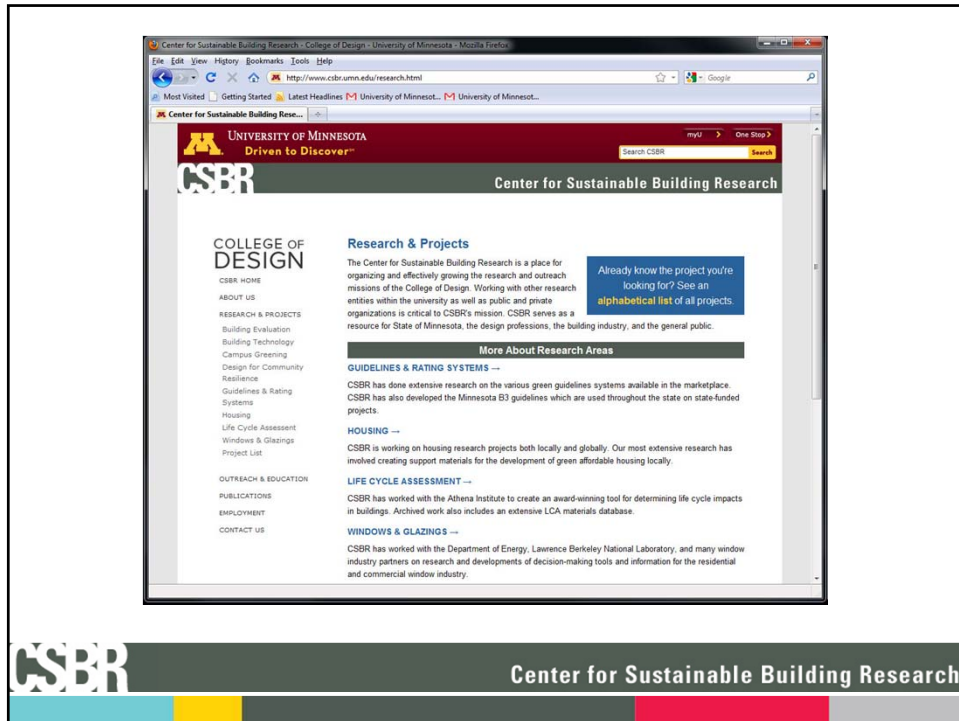 Center for Sustainable Building Research - College of Design - University of Minnesota - Mozilla Firefox
File Edit View History Bookmarks Tools Help
http://www.csbr.umn.edu/research.html
Google
Most Visited Getting Started Latest Headlines University of Minnesot... University of Minnesot...
Center for Sustainable Building Rese...
UNIVERSITY OF MINNESOTA
Driven to Discover℠
myU > One Stop >
Search CSBR Search
CSBR
Center for Sustainable Building Research
COLLEGE OF
DESIGN
CSBR HOME
ABOUT US
RESEARCH & PROJECTS
Building Evaluation
Building Technology
Campus Greening
Design for Community
Resilience
Guidelines & Rating
Systems
Housing
Life Cycle Assessent
Windows & Glazings
Project List
OUTREACH & EDUCATION
PUBLICATIONS
EMPLOYMENT
CONTACT US
Research & Projects
The Center for Sustainable Building Research is a place for
organizing and effectively growing the research and outreach
missions of the College of Design. Working with other research
entities within the university as well as public and private
organizations is critical to CSBR's mission. CSBR serves as a
resource for State of Minnesota, the design professions, the building industry, and the general public.
Already know the project you're
looking for? See an
alphabetical list of all projects.
More About Research Areas
GUIDELINES & RATING SYSTEMS →
CSBR has done extensive research on the various green guidelines systems available in the marketplace.
CSBR has also developed the Minnesota B3 guidelines which are used throughout the state on state-funded
projects.
HOUSING →
CSBR is working on housing research projects both locally and globally. Our most extensive research has
involved creating support materials for the development of green affordable housing locally.
LIFE CYCLE ASSESSMENT →
CSBR has worked with the Athena Institute to create an award-winning tool for determining life cycle impacts
in buildings. Archived work also includes an extensive LCA materials database.
WINDOWS & GLAZINGS →
CSBR has worked with the Department of Energy, Lawrence Berkeley National Laboratory, and many window
industry partners on research and developments of decision-making tools and information for the residential
and commercial window industry.
CSBR
Center for Sustainable Building Research